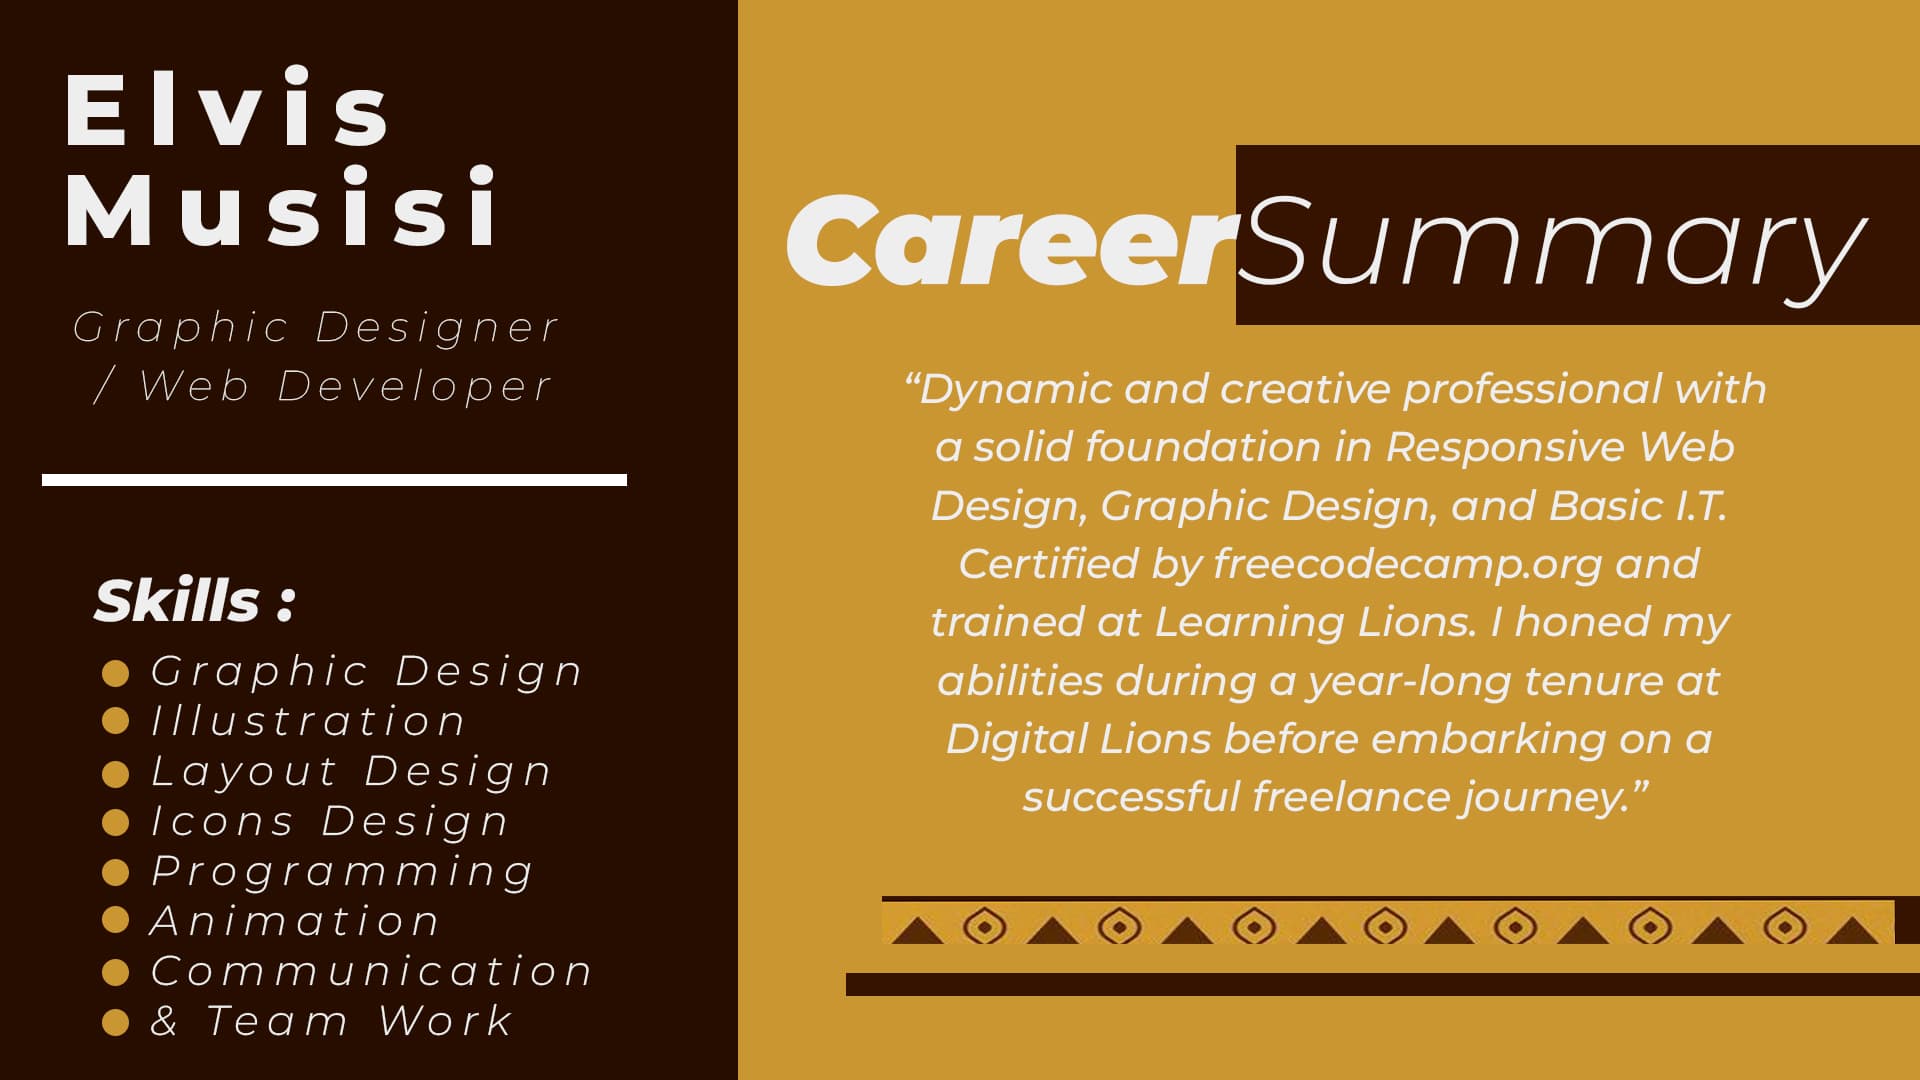 Elvis
Musisi
Graphic Designer
/ Web Developer
Skills :
Graphic Design
Illustration
Layout Design
Icons Design
Programming
Animation
Communication
& Team Work
CareerSummary
“Dynamic and creative professional with
a solid foundation in Responsive Web
Design, Graphic Design, and Basic I.T.
Certified by freecodecamp.org and
trained at Learning Lions. I honed my
abilities during a year-long tenure at
Digital Lions before embarking on a
successful freelance journey.”